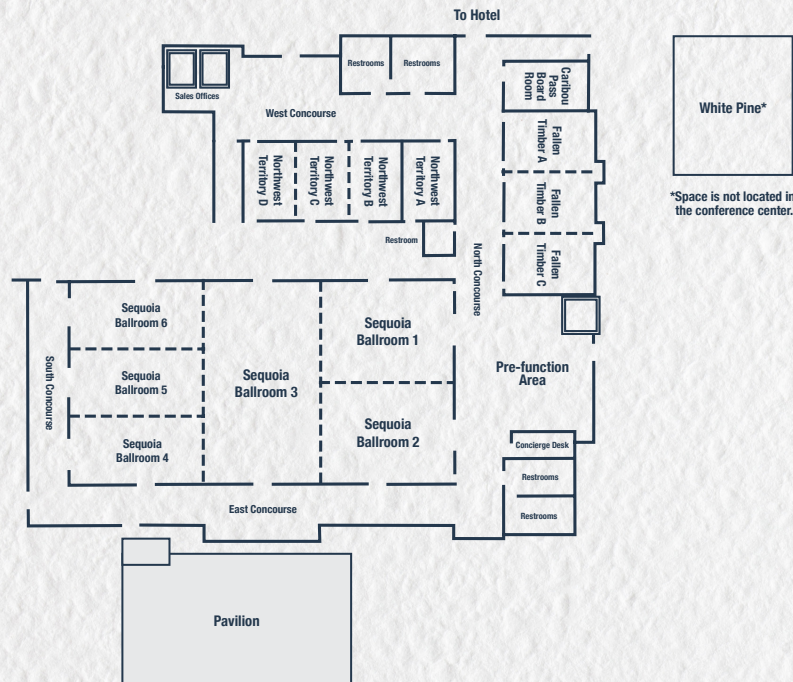 To Hotel
Restrooms
Restrooms
Sales Offices
West Concourse
Caribou
Pass
Board
Room
White Pine*
*Space is not located in
the conference center.
Fallen
Timber A
Fallen
Timber B
Fallen
Timber C
Northwest
Territory D
Northwest
Territory C
Northwest
Territory B
Northwest
Territory A
Restroom
North Concourse
Sequoia
Ballroom 6
Sequoia
Ballroom 5
Sequoia
Ballroom 4
South Concourse
Sequoia
Ballroom 3
Sequoia
Ballroom 1
Sequoia
Ballroom 2
Pre-function
Area
Concierge Desk
Restrooms
Restrooms
East Concourse
Pavilion